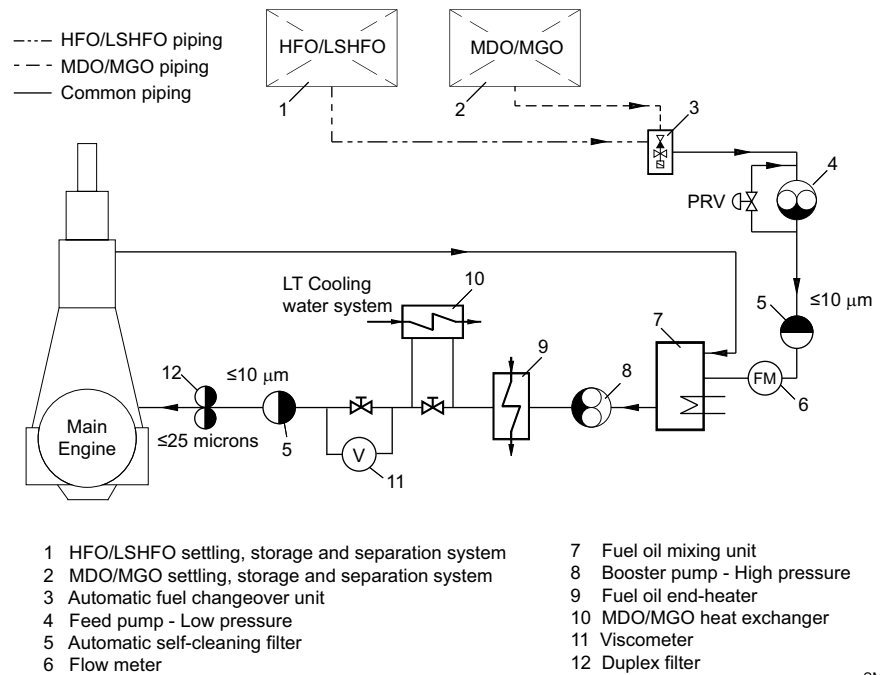 HFO/LSHFO piping
MDO/MGO piping
Common piping
HFO/LSHFO
MDO/MGO
1
2
3
4
PRV
5
≤10 μm
FM
6
7
8
9
10
LT Cooling
water system
12
≤10 μm
≤25 microns
5
V
11
Main
Engine
1 HFO/LSHFO settling, storage and separation system
2 MDO/MGO settling, storage and separation system
3 Automatic fuel changeover unit
4 Feed pump - Low pressure
5 Automatic self-cleaning filter
6 Flow meter
7 Fuel oil mixing unit
8 Booster pump - High pressure
9 Fuel oil end-heater
10 MDO/MGO heat exchanger
11 Viscometer
12 Duplex filter